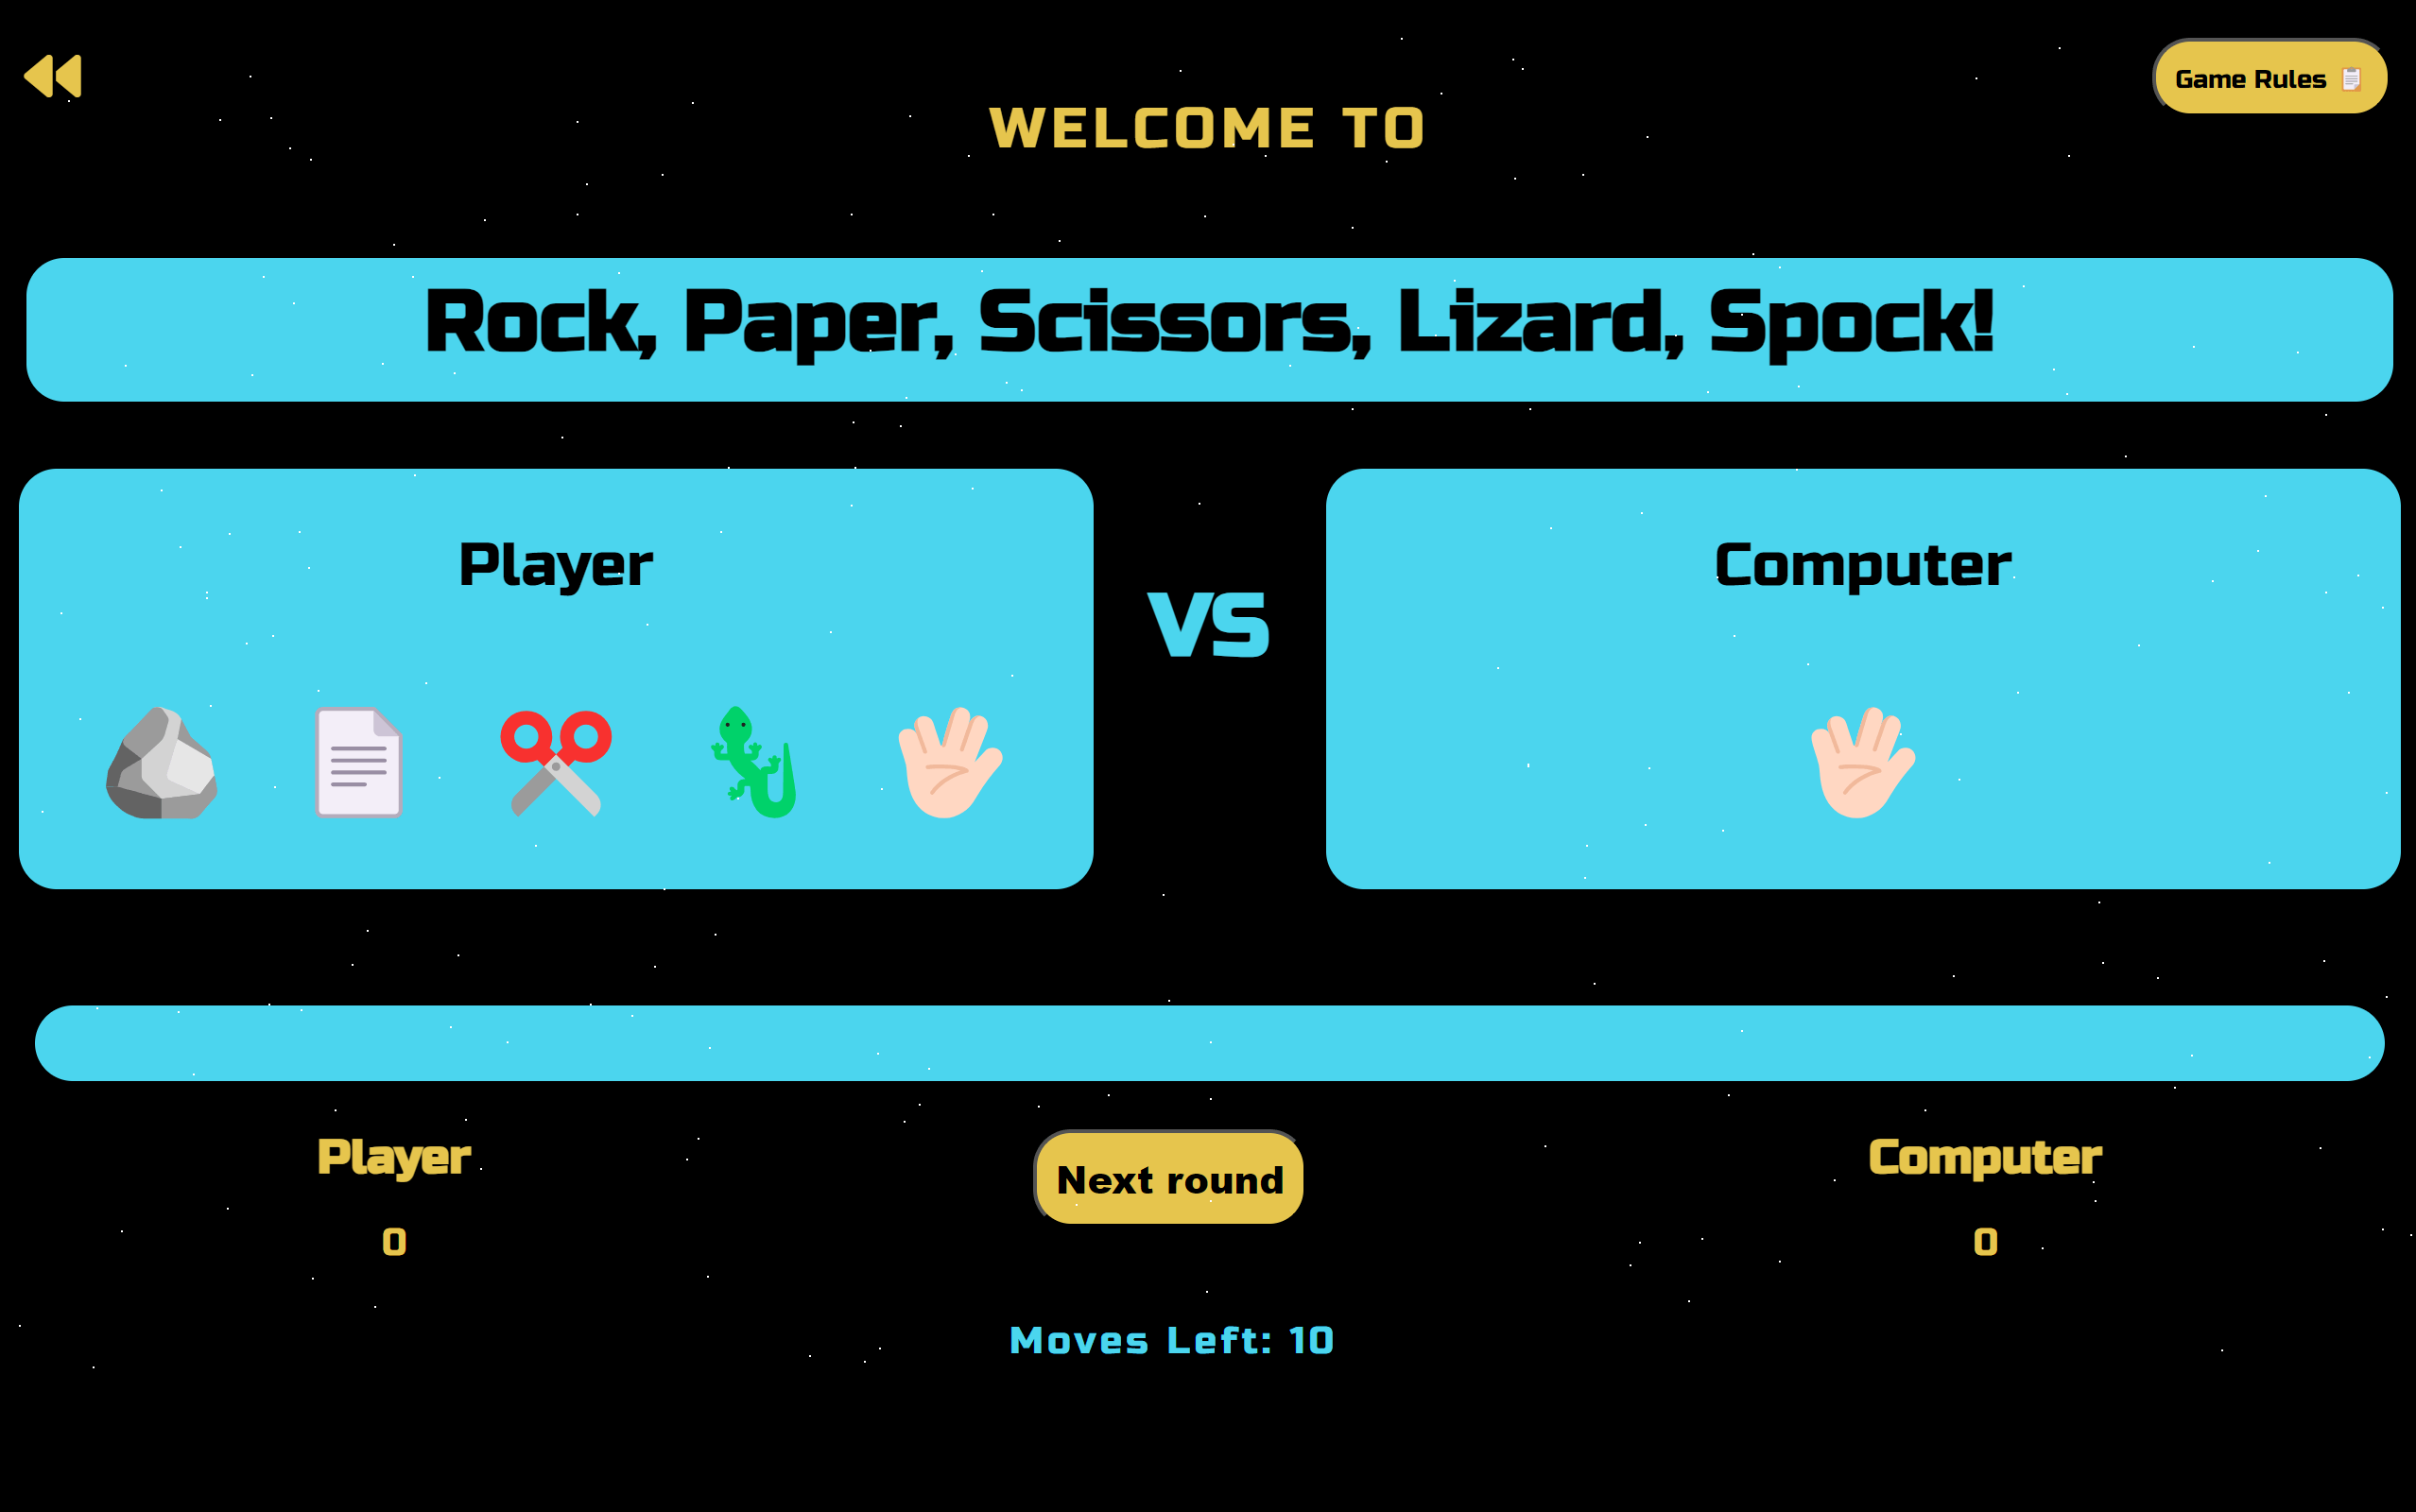 Game Rules
WELCOME TO
Rock, Paper, Scissors, Lizard, Spock!
Player
VS
Computer
Player
Next round
Computer
0
0
Moves Left: 10